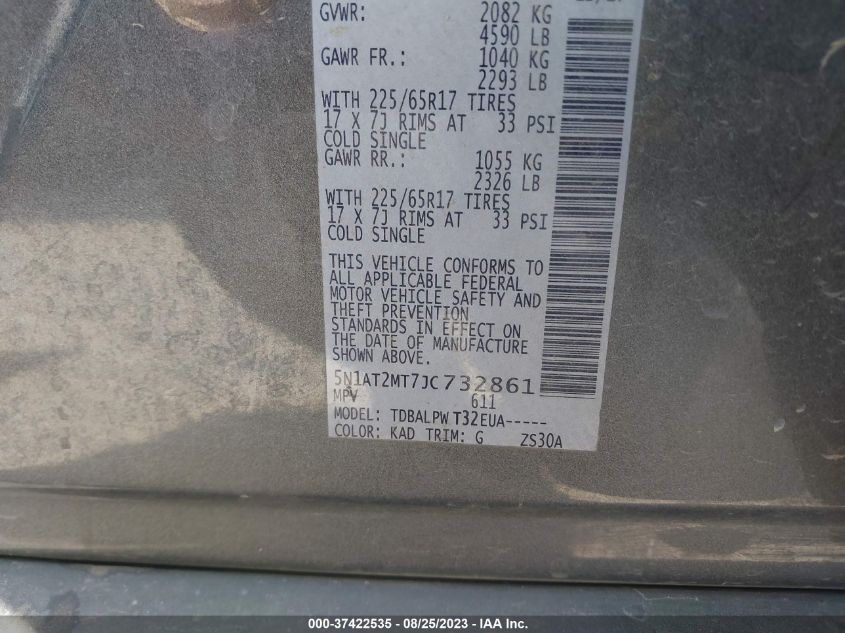 GVWR: 2082 KG
4590 LB
GAWR FR.: 1040 KG
2293 LB
WITH 225/65R17 TIRES
17 X 7J RIMS AT 33 PSI
COLD SINGLE
GAWR RR.: 1055 KG
2326 LB
WITH 225/65R17 TIRES
17 X 7J RIMS AT 33 PSI
COLD SINGLE
THIS VEHICLE CONFORMS TO
ALL APPLICABLE FEDERAL
MOTOR VEHICLE SAFETY AND
THEFT PREVENTION
STANDARDS IN EFFECT ON
THE DATE OF MANUFACTURE
SHOWN ABOVE.
5N1AT2MT7JC732861
MPV 611
MODEL: TDBALPW T32EUA-----
COLOR: KAD TRIM: G ZS30A
000-37422535 - 08/25/2023 - IAAI.com